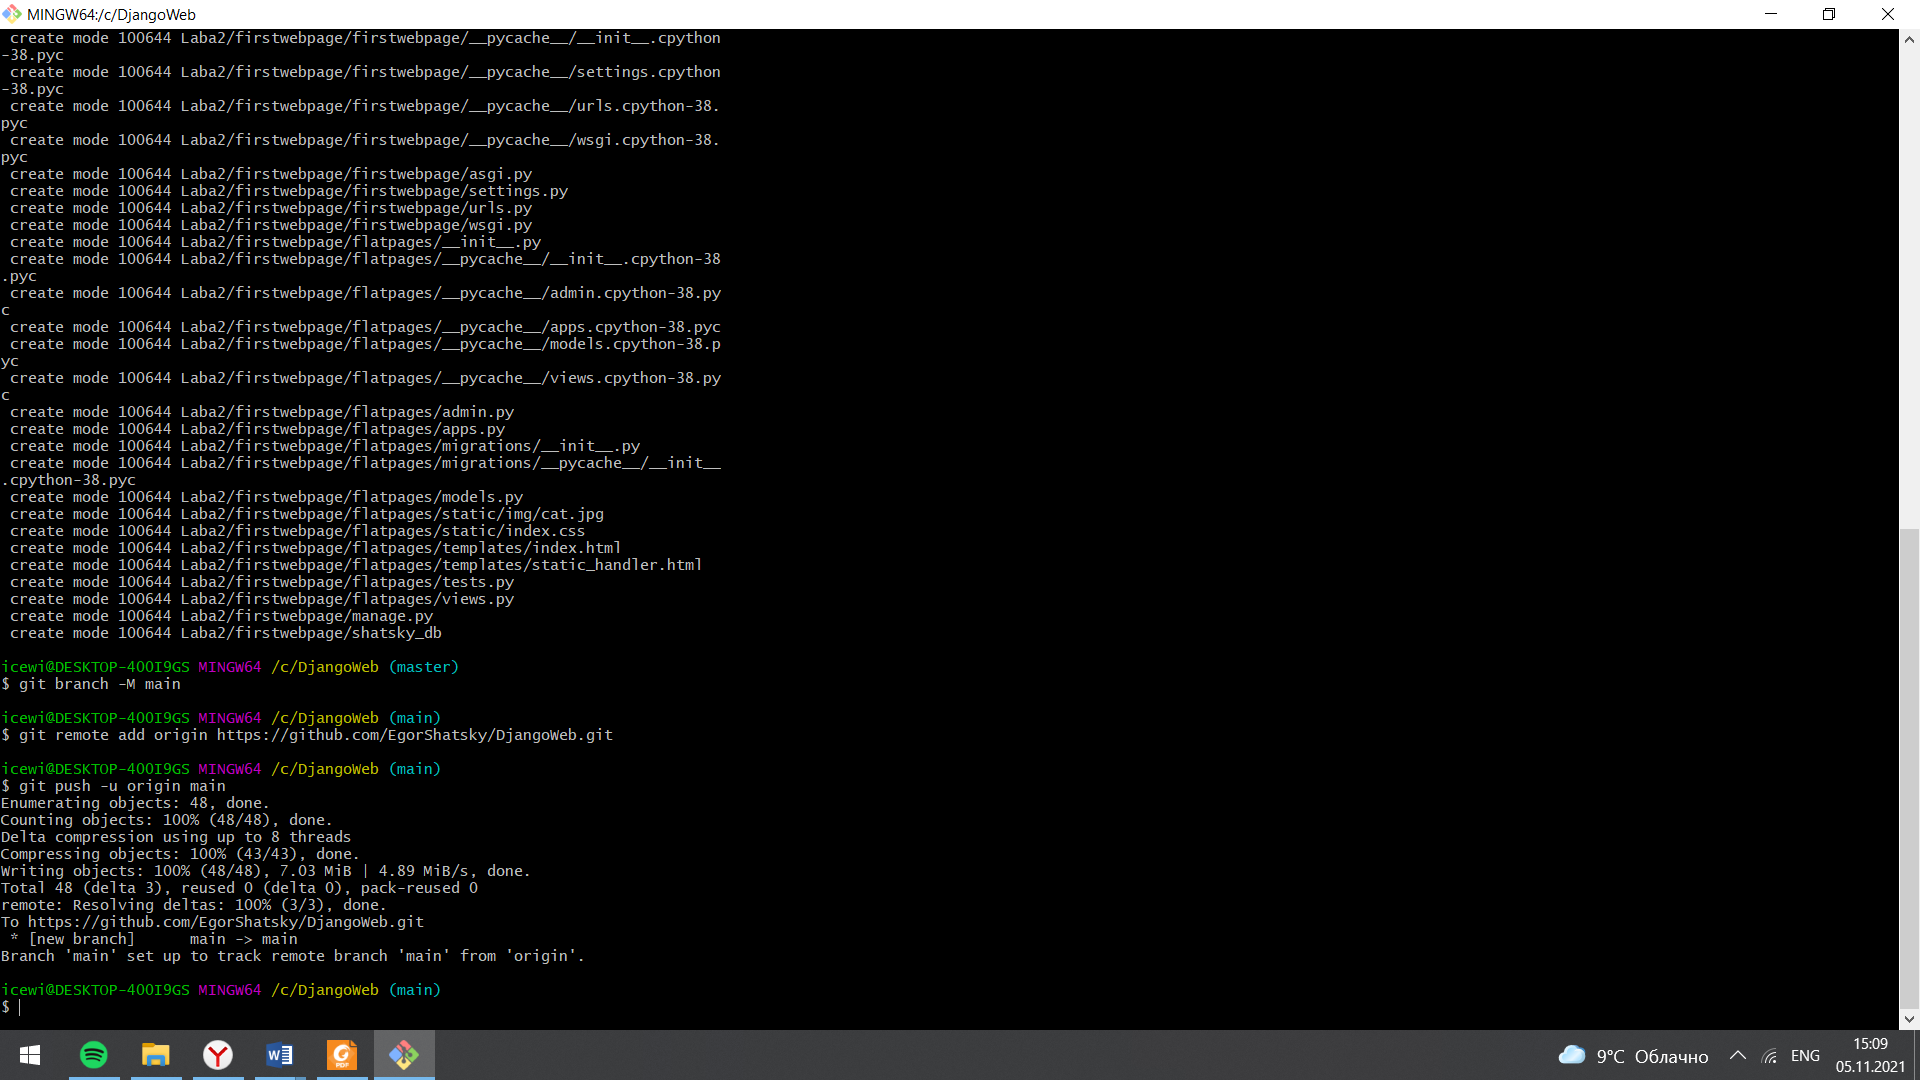 MINGW64:/c/DjangoWeb
create mode 100644 Laba2/firstwebpage/firstwebpage/__pycache__/__init__.cpython
-38.pyc
create mode 100644 Laba2/firstwebpage/firstwebpage/__pycache__/settings.cpython
-38.pyc
create mode 100644 Laba2/firstwebpage/firstwebpage/__pycache__/urls.cpython-38.
pyc
create mode 100644 Laba2/firstwebpage/firstwebpage/__pycache__/wsgi.cpython-38.
pyc
create mode 100644 Laba2/firstwebpage/firstwebpage/asgi.py
create mode 100644 Laba2/firstwebpage/firstwebpage/settings.py
create mode 100644 Laba2/firstwebpage/firstwebpage/urls.py
create mode 100644 Laba2/firstwebpage/firstwebpage/wsgi.py
create mode 100644 Laba2/firstwebpage/flatpages/__init__.py
create mode 100644 Laba2/firstwebpage/flatpages/__pycache__/__init__.cpython-38
.pyc
create mode 100644 Laba2/firstwebpage/flatpages/__pycache__/admin.cpython-38.py
c
create mode 100644 Laba2/firstwebpage/flatpages/__pycache__/apps.cpython-38.pyc
create mode 100644 Laba2/firstwebpage/flatpages/__pycache__/models.cpython-38.p
yc
create mode 100644 Laba2/firstwebpage/flatpages/__pycache__/views.cpython-38.py
c
create mode 100644 Laba2/firstwebpage/flatpages/admin.py
create mode 100644 Laba2/firstwebpage/flatpages/apps.py
create mode 100644 Laba2/firstwebpage/flatpages/migrations/__init__.py
create mode 100644 Laba2/firstwebpage/flatpages/migrations/__pycache__/__init__
.cpython-38.pyc
create mode 100644 Laba2/firstwebpage/flatpages/models.py
create mode 100644 Laba2/firstwebpage/flatpages/static/img/cat.jpg
create mode 100644 Laba2/firstwebpage/flatpages/static/index.css
create mode 100644 Laba2/firstwebpage/flatpages/templates/index.html
create mode 100644 Laba2/firstwebpage/flatpages/templates/static_handler.html
create mode 100644 Laba2/firstwebpage/flatpages/tests.py
create mode 100644 Laba2/firstwebpage/flatpages/views.py
create mode 100644 Laba2/firstwebpage/manage.py
create mode 100644 Laba2/firstwebpage/shatsky_db
icewi@DESKTOP-40OI9GS MINGW64 /c/DjangoWeb (master)
$ git branch -M main
icewi@DESKTOP-40OI9GS MINGW64 /c/DjangoWeb (main)
$ git remote add origin https://github.com/EgorShatsky/DjangoWeb.git
icewi@DESKTOP-40OI9GS MINGW64 /c/DjangoWeb (main)
$ git push -u origin main
Enumerating objects: 48, done.
Counting objects: 100% (48/48), done.
Delta compression using up to 8 threads
Compressing objects: 100% (43/43), done.
Writing objects: 100% (48/48), 7.03 MiB | 4.89 MiB/s, done.
Total 48 (delta 3), reused 0 (delta 0), pack-reused 0
remote: Resolving deltas: 100% (3/3), done.
To https://github.com/EgorShatsky/DjangoWeb.git
* [new branch]      main -> main
Branch 'main' set up to track remote branch 'main' from 'origin'.
icewi@DESKTOP-40OI9GS MINGW64 /c/DjangoWeb (main)
$
9°C Облачно
ENG
15:09
05.11.2021